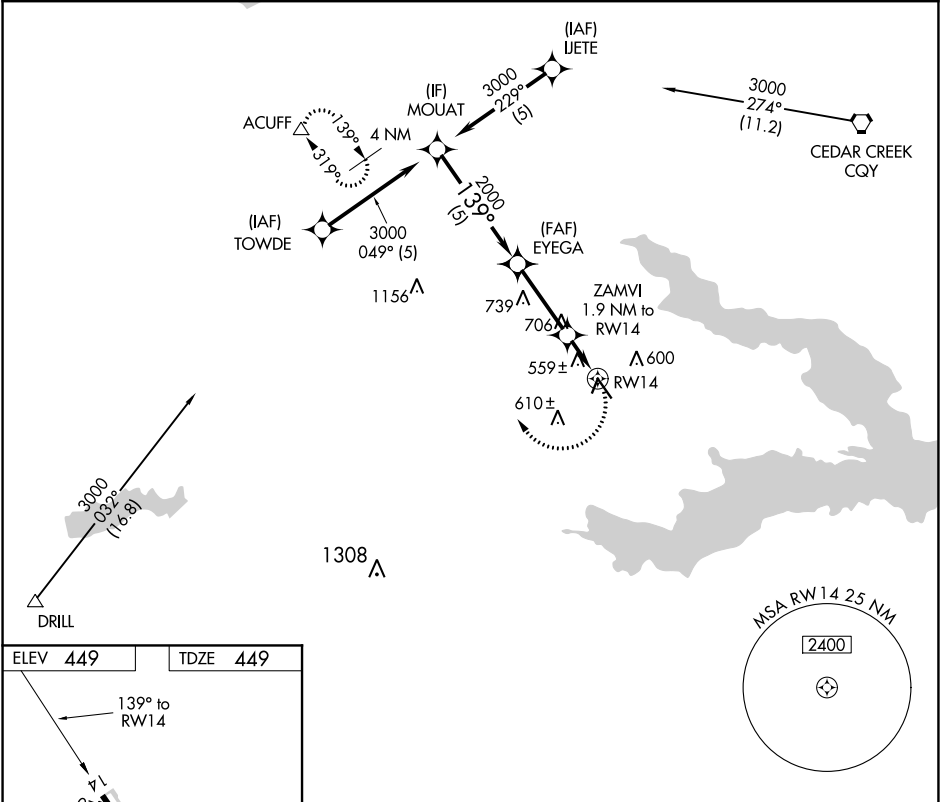 (IAF)
IJETE
3000
229°
(5)
(IF)
MOUAT
3000
274°
(11.2)
CEDAR CREEK
CQY
ACUFF
139°
4 NM
319°
2000
139°
(5)
(IAF)
TOWDE
3000
049° (5)
(FAF)
EYEGA
1156
739
ZAMVI
1.9 NM to
RW14
706
559±
600
RW14
610±
3000
032°
(16.8)
1308
DRILL
MSA RW14 25 NM
2400
ELEV 449
TDZE 449
139° to
RW14
14